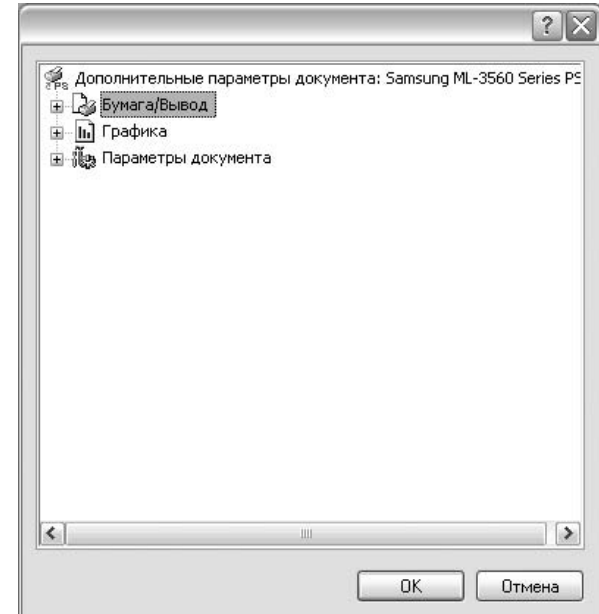 Дополнительные параметры документа: Samsung ML-3560 Series PS
Бумага/Вывод
Графика
Параметры документа
OK
Отмена